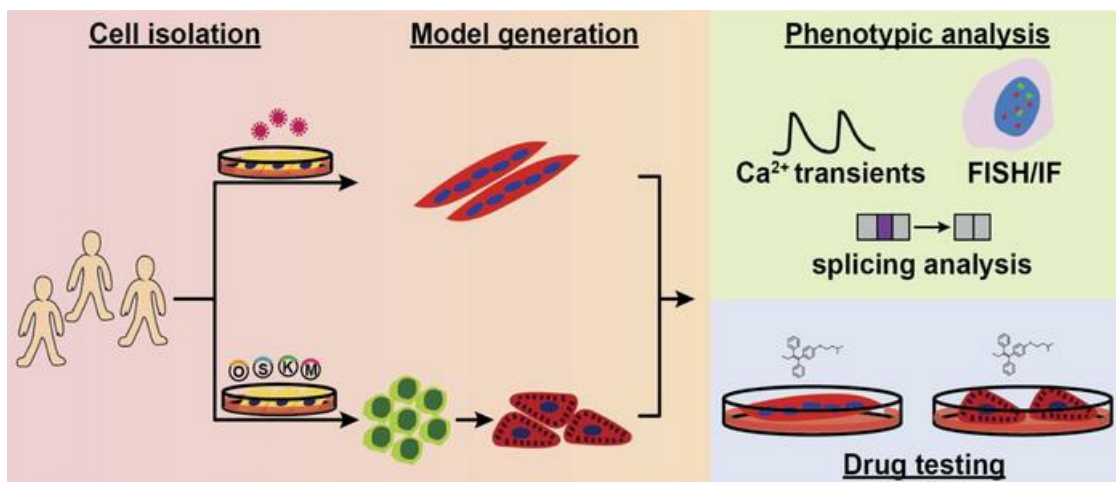 Cell isolation
Model generation
Phenotypic analysis
Ca²⁺ transients
FISH/IF
splicing analysis
O S K M
Drug testing